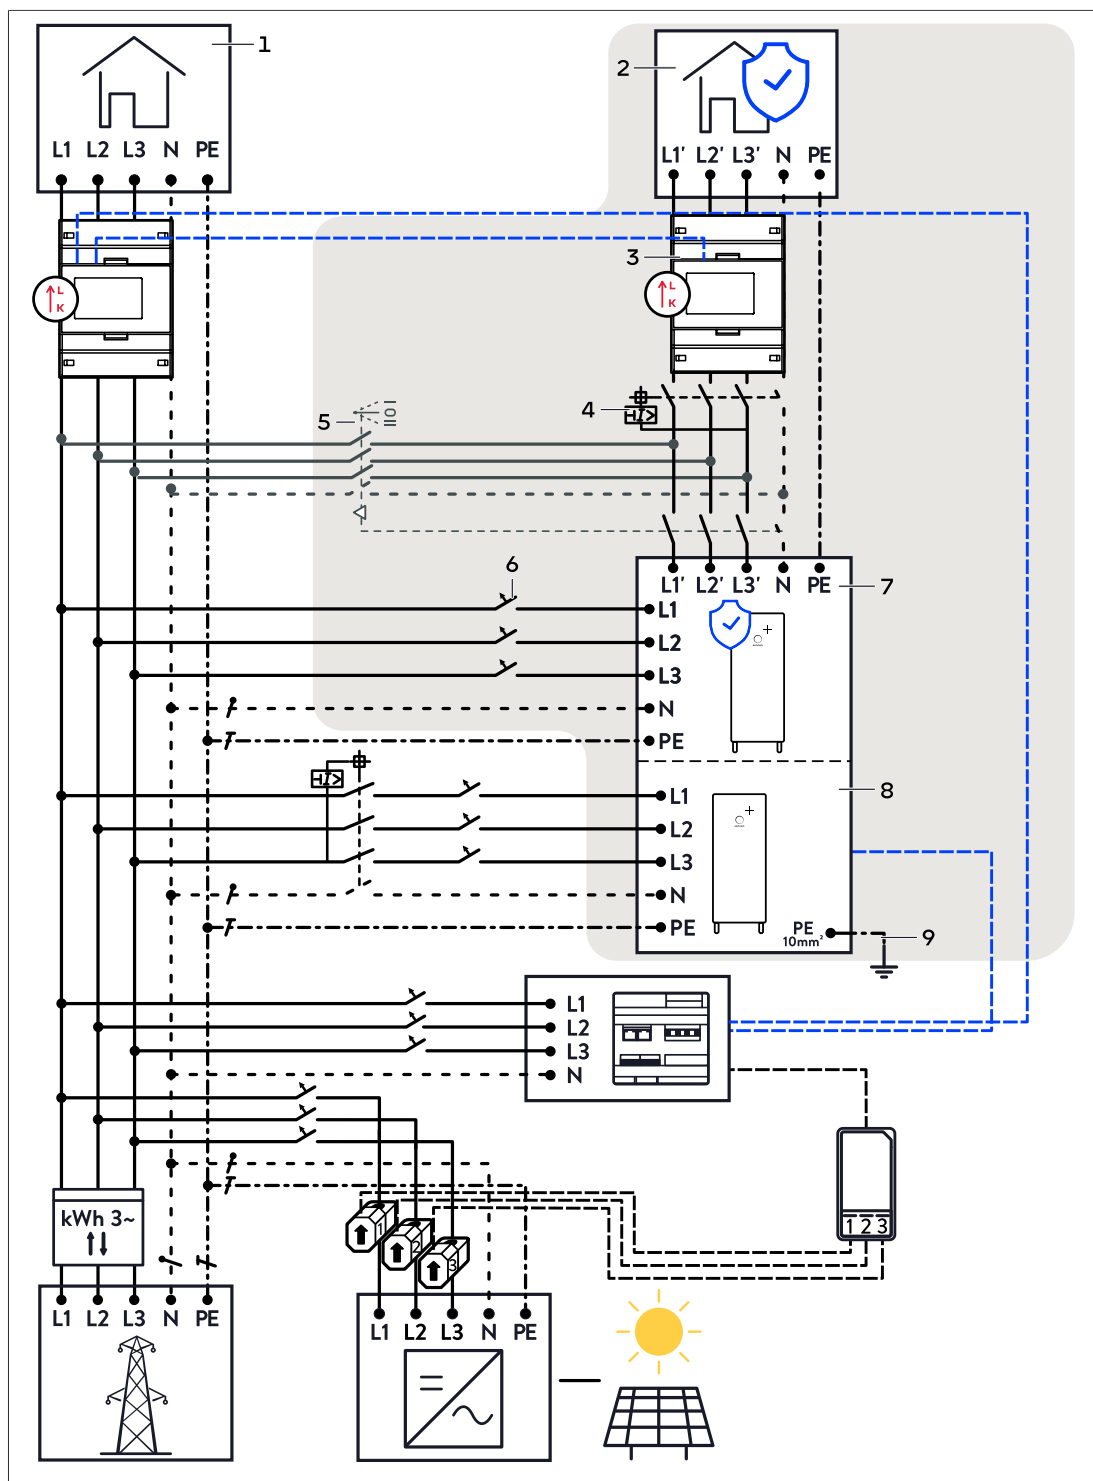 1
2
L1 L2 L3 N PE
L1' L2' L3' N PE
3
L
K
L
K
4
5
I
O
II
I>
6
L1' L2' L3' N PE
7
L1
L2
L3
N
PE
I>
8
L1
L2
L3
N
PE
PE
10mm²
9
L1
L2
L3
N
kWh 3~
1
2
3
1 2 3
L1 L2 L3 N PE
L1 L2 L3 N PE